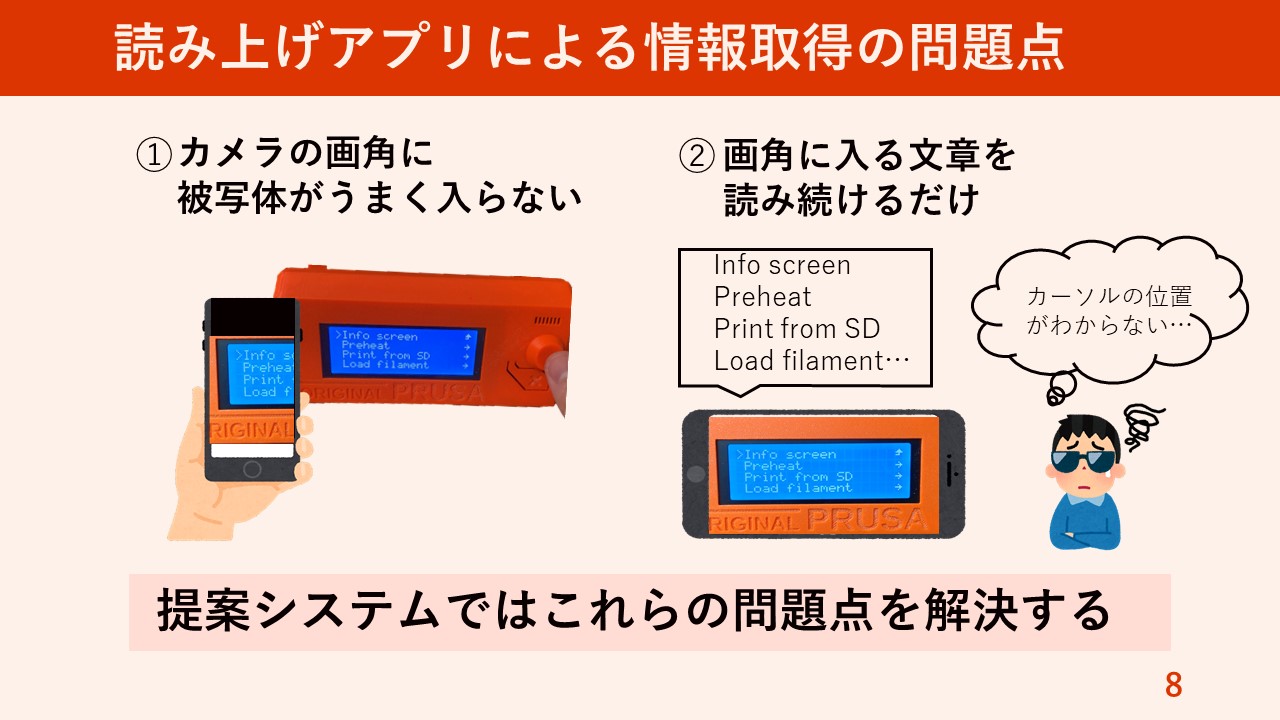 読み上げアプリによる情報取得の問題点
①カメラの画角に
被写体がうまく入らない
>Info screen
Preheat
Print from SD
Load filament
ORIGINAL PRUSA
>Info sc
Preheat
Print
Load f
RIGINAL
②画角に入る文章を
読み続けるだけ
Info screen
Preheat
Print from SD
Load filament…
カーソルの位置
がわからない…
>Info screen
Preheat
Print from SD
Load filament
RIGINAL PRUSA
提案システムではこれらの問題点を解決する
8